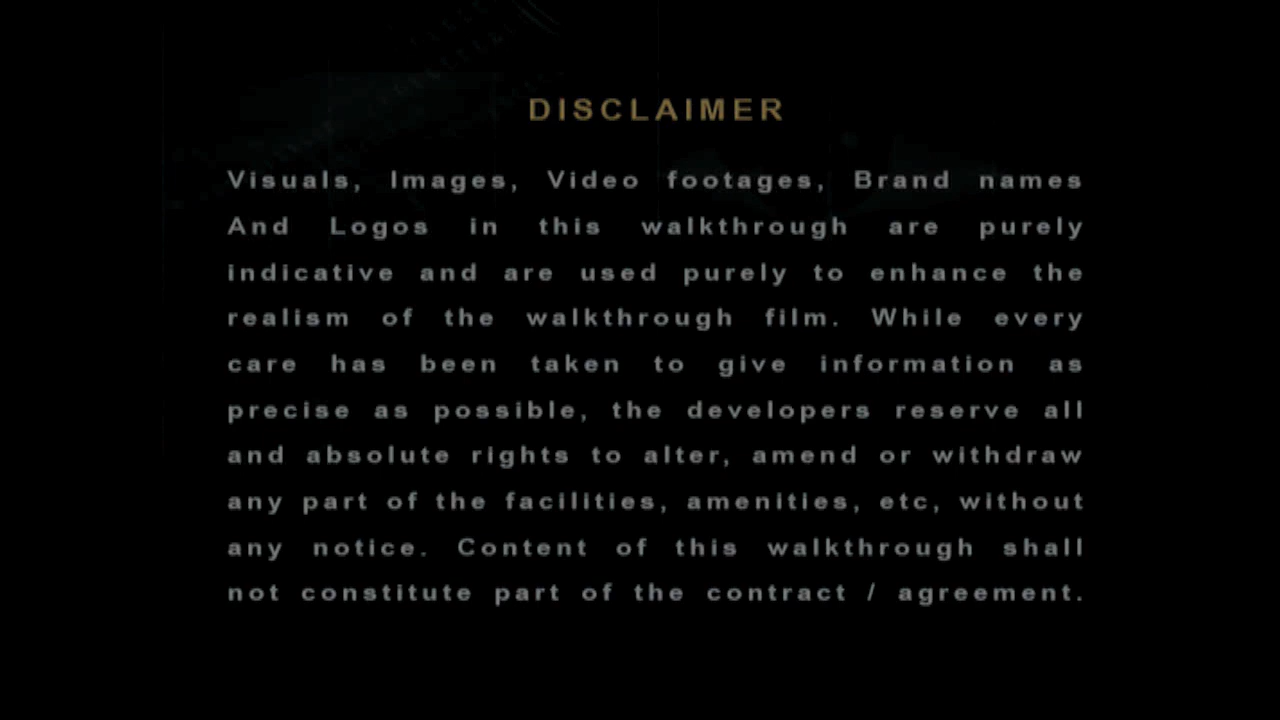 DISCLAIMER
Visuals, Images, Video footages, Brand names
And Logos in this walkthrough are purely
indicative and are used purely to enhance the
realism of the walkthrough film. While every
care has been taken to give information as
precise as possible, the developers reserve all
and absolute rights to alter, amend or withdraw
any part of the facilities, amenities, etc, without
any notice. Content of this walkthrough shall
not constitute part of the contract / agreement.